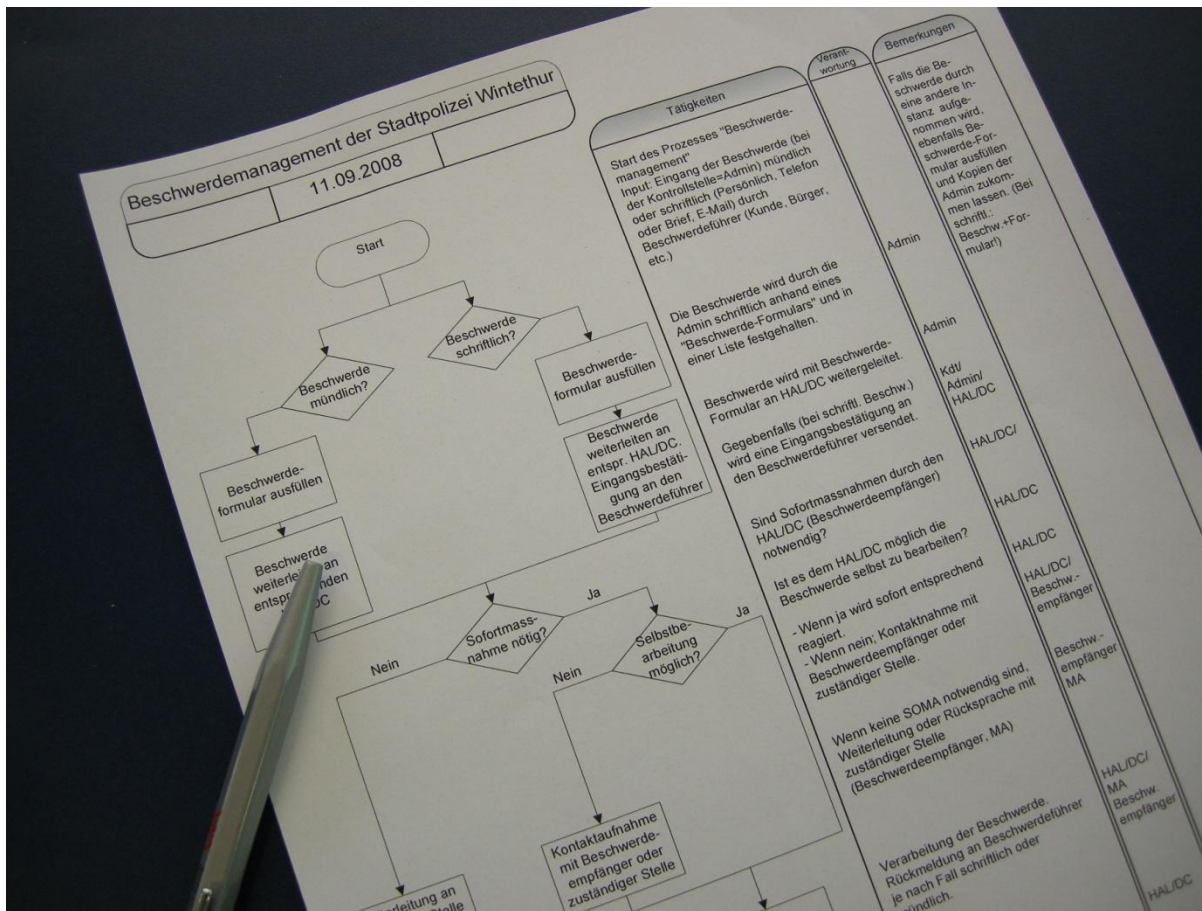 Beschwerdemanagement der Stadtpolizei Wintethur
11.09.2008
Start
Beschwerde
schriftlich?
Beschwerde
mündlich?
Beschwerde-
formular ausfüllen
Beschwerde
weiterleiten an
entspr. HAL/DC.
Eingangsbestäti-
gung an den
Beschwerdeführer
Beschwerde-
formular ausfüllen
Beschwerde
an
Sofortmass-
nahme nötig?
Ja
Nein
Selbstbe-
arbeitung
möglich?
Ja
Nein
Kontaktaufnahme
mit Beschwerde-
empfänger oder
zuständiger Stelle
an
Stelle
Tätigkeiten
Start des Prozesses "Beschwerde-
management"
Input: Eingang der Beschwerde (bei
der Kontrollstelle=Admin) mündlich
oder schriftlich (Persönlich, Telefon
oder Brief, E-Mail) durch
Beschwerdeführer (Kunde, Bürger,
etc.)
Die Beschwerde wird durch die
Admin schriftlich anhand eines
"Beschwerde-Formulars" und in
einer Liste festgehalten.
Beschwerde wird mit Beschwerde-
Formular an HAL/DC weitergeleitet.
Gegebenfalls (bei schriftl. Beschw.)
wird eine Eingangsbestätigung an
den Beschwerdeführer versendet.
Sind Sofortmassnahmen durch den
HAL/DC (Beschwerdeempfänger)
notwendig?
Ist es dem HAL/DC möglich die
Beschwerde selbst zu bearbeiten?
- Wenn ja wird sofort entsprechend
reagiert.
- Wenn nein; Kontaktnahme mit
Beschwerdeempfänger oder
zuständiger Stelle.
Wenn keine SOMA notwendig sind,
Weiterleitung oder Rücksprache mit
zuständiger Stelle
(Beschwerdeempfänger, MA)
Verarbeitung der Beschwerde.
Rückmeldung an Beschwerdeführer
je nach Fall schriftlich oder
mündlich.
Verant-
wortung
Admin
Admin
Kdt/
Admin/
HAL/DC
HAL/DC/
HAL/DC
HAL/DC
HAL/DC/
Beschw.-
empfänger
Beschw.-
empfänger
MA
HAL/DC/
MA
Beschw.
empfänger
HAL/DC
Bemerkungen
Falls die Be-
schwerde durch
eine andere In-
stanz aufge-
nommen wird,
ebenfalls Be-
schwerde-For-
mular ausfüllen
und Kopien der
Admin zukom-
men lassen. (Bei
schriftl.:
Beschw.+For-
mular!)